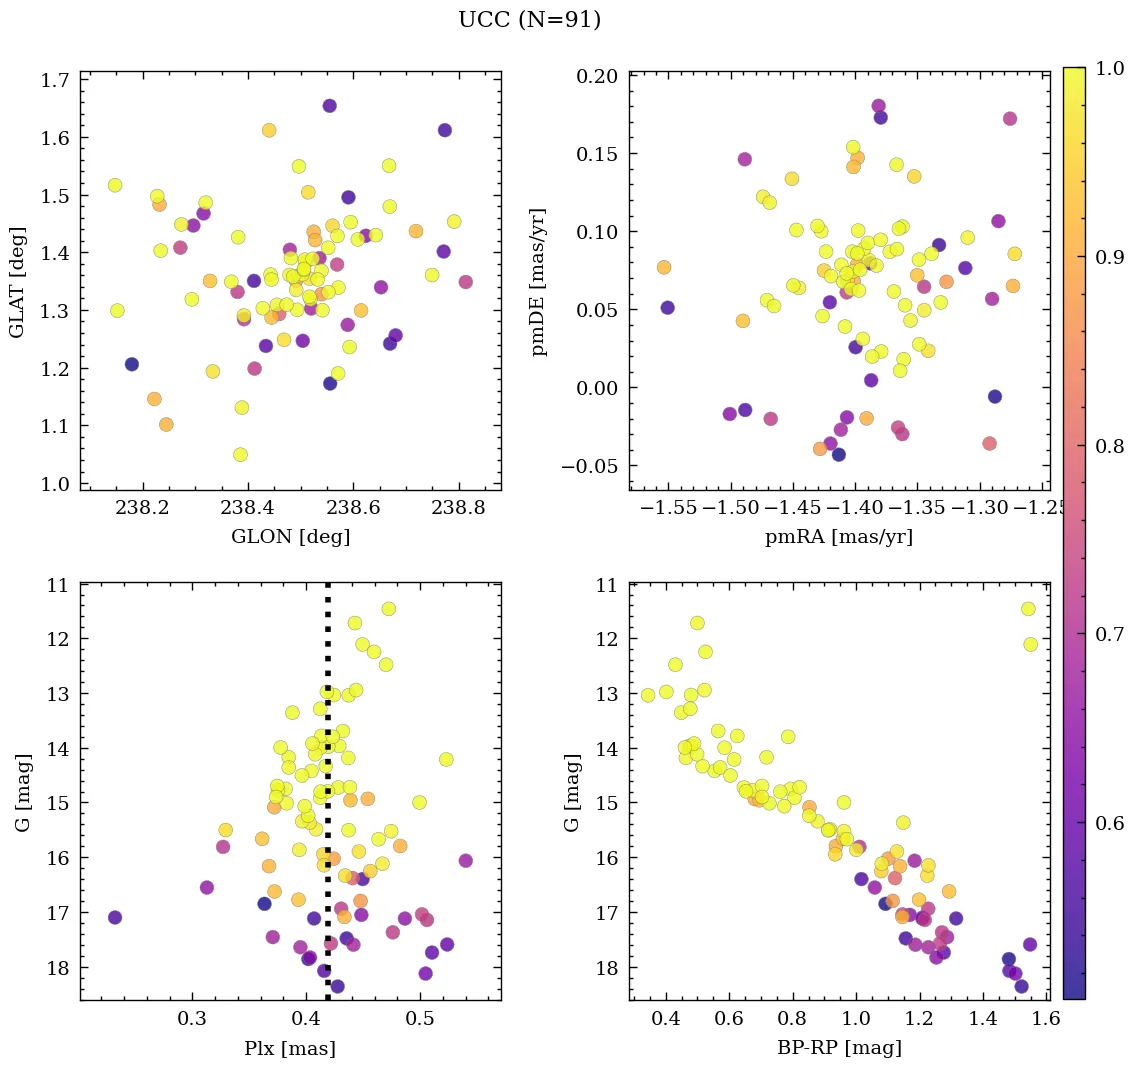 UCC (N=91)
1.7
1.6
1.5
1.4
1.3
1.2
1.1
1.0
GLAT [deg]
238.2 238.4 238.6 238.8
GLON [deg]
0.20
0.15
0.10
0.05
0.00
−0.05
pmDE [mas/yr]
−1.55 −1.50 −1.45 −1.40 −1.35 −1.30 −1.25
pmRA [mas/yr]
11
12
13
14
15
16
17
18
G [mag]
0.3 0.4 0.5
Plx [mas]
11
12
13
14
15
16
17
18
G [mag]
0.4 0.6 0.8 1.0 1.2 1.4 1.6
BP-RP [mag]
1.0
0.9
0.8
0.7
0.6